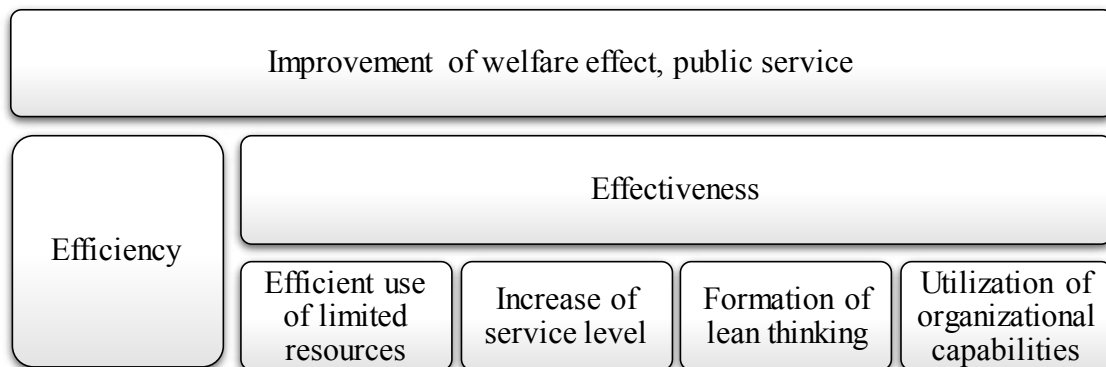 Improvement of welfare effect, public service
Efficiency
Effectiveness
Efficient use
of limited
resources
Increase of
service level
Formation of
lean thinking
Utilization of
organizational
capabilities